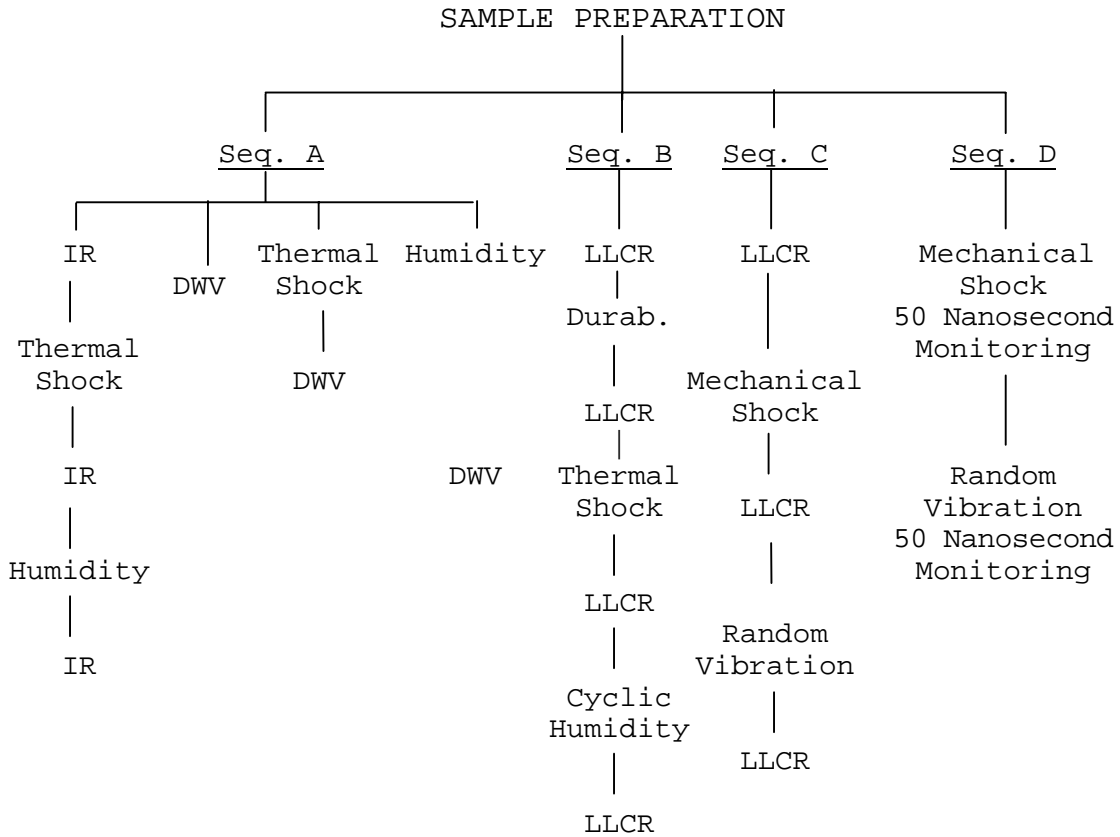 SAMPLE PREPARATION
Seq. A
Seq. B
Seq. C
Seq. D
IR
Thermal
Shock
IR
Humidity
IR
DWV
Thermal
Shock
DWV
Humidity
DWV
LLCR
Durab.
LLCR
Thermal
Shock
LLCR
Cyclic
Humidity
LLCR
LLCR
Mechanical
Shock
LLCR
Random
Vibration
LLCR
Mechanical
Shock
50 Nanosecond
Monitoring
Random
Vibration
50 Nanosecond
Monitoring